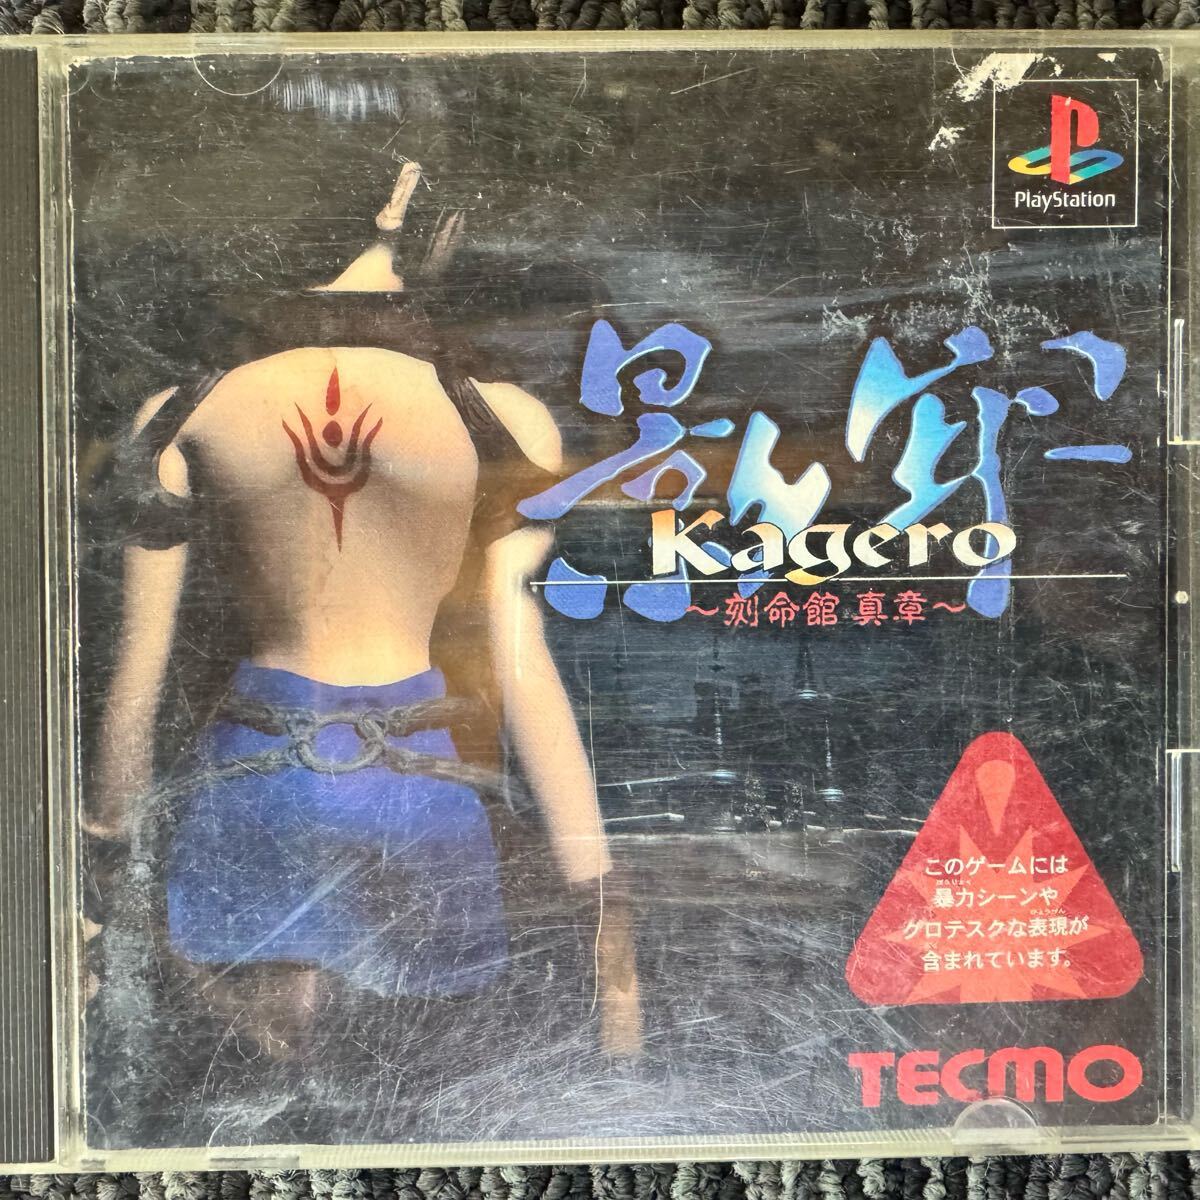 PlayStation
影牢
Kagero
～刻命館 真章～
このゲームには
暴力シーンや
グロテスクな表現が
含まれています。
TECMO